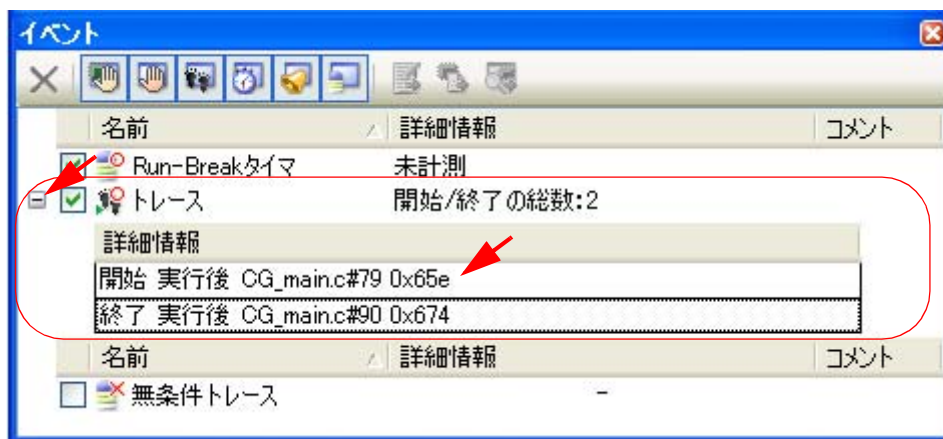 イベント
名前 詳細情報 コメント
Run-Breakタイマ 未計測
トレース 開始/終了の総数:2
詳細情報
開始 実行後 CG_main.c#79 0x65e
終了 実行後 CG_main.c#90 0x674
名前 詳細情報 コメント
無条件トレース -